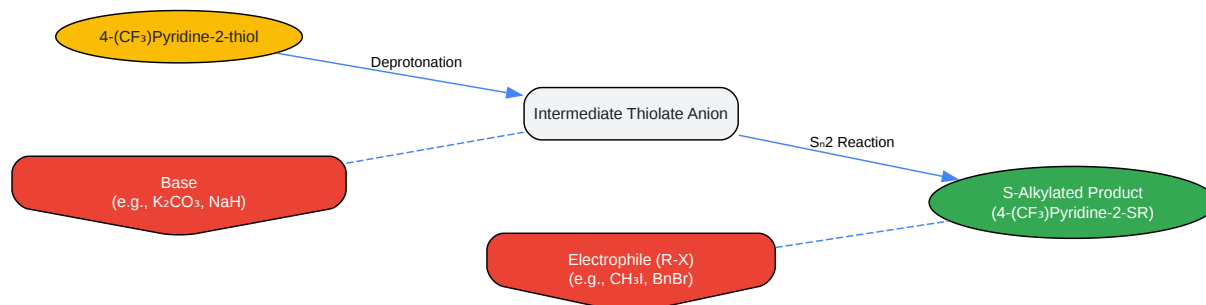 4-(CF₃)Pyridine-2-thiol
Deprotonation
Intermediate Thiolate Anion
Sₙ2 Reaction
Base
(e.g., K₂CO₃, NaH)
S-Alkylated Product
(4-(CF₃)Pyridine-2-SR)
Electrophile (R-X)
(e.g., CH₃I, BnBr)